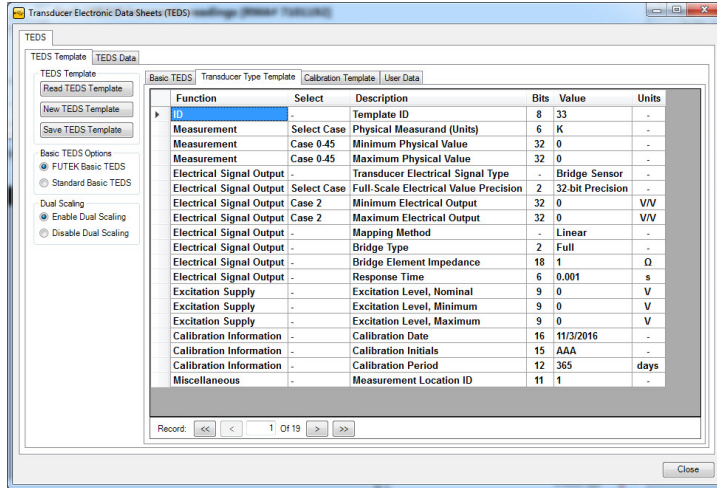 Transducer Electronic Data Sheets (TEDS)
TEDS
TEDS Template TEDS Data
TEDS Template
Read TEDS Template
New TEDS Template
Save TEDS Template
Basic TEDS Options
FUTEK Basic TEDS
Standard Basic TEDS
Dual Scaling
Enable Dual Scaling
Disable Dual Scaling
Basic TEDS Transducer Type Template Calibration Template User Data
Function Select Description Bits Value Units
ID - Template ID 8 33 -
Measurement Select Case Physical Measurand (Units) 6 K -
Measurement Case 0-45 Minimum Physical Value 32 0 -
Measurement Case 0-45 Maximum Physical Value 32 0 -
Electrical Signal Output - Transducer Electrical Signal Type - Bridge Sensor -
Electrical Signal Output Select Case Full-Scale Electrical Value Precision 2 32-bit Precision -
Electrical Signal Output Case 2 Minimum Electrical Output 32 0 V/V
Electrical Signal Output Case 2 Maximum Electrical Output 32 0 V/V
Electrical Signal Output - Mapping Method - Linear -
Electrical Signal Output - Bridge Type 2 Full -
Electrical Signal Output - Bridge Element Impedance 18 1 Ω
Electrical Signal Output - Response Time 6 0.001 s
Excitation Supply - Excitation Level, Nominal 9 0 V
Excitation Supply - Excitation Level, Minimum 9 0 V
Excitation Supply - Excitation Level, Maximum 9 0 V
Calibration Information - Calibration Date 16 11/3/2016 -
Calibration Information - Calibration Initials 15 AAA -
Calibration Information - Calibration Period 12 365 days
Miscellaneous - Measurement Location ID 11 1 -
Record: << < 1 Of 19 > >>
Close